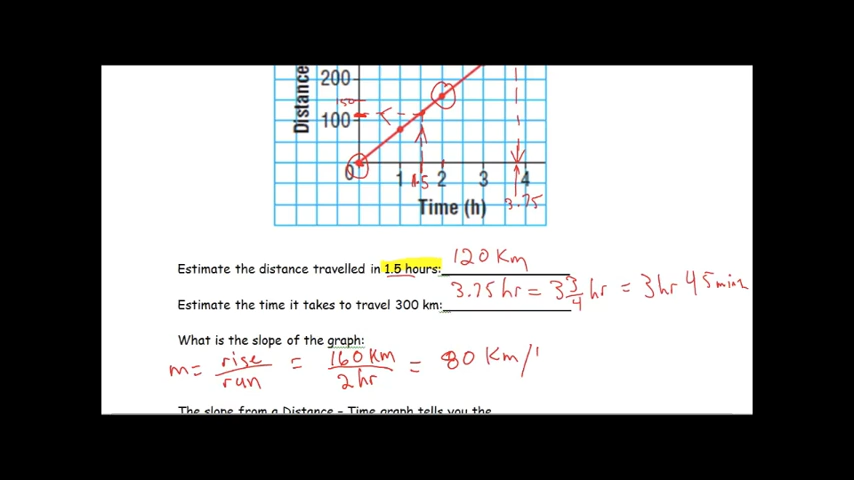 200
Distance
150
100
0 1 1.5 2 3 4
3.75
Time (h)
Estimate the distance travelled in 1.5 hours: 120 Km
3.75 hr = 3 3/4 hr = 3hr 45 min
Estimate the time it takes to travel 300 km:
What is the slope of the graph:
m = rise/run = 160 Km/2 hr = 80 Km/
The slope from a Distance – Time graph tells you the